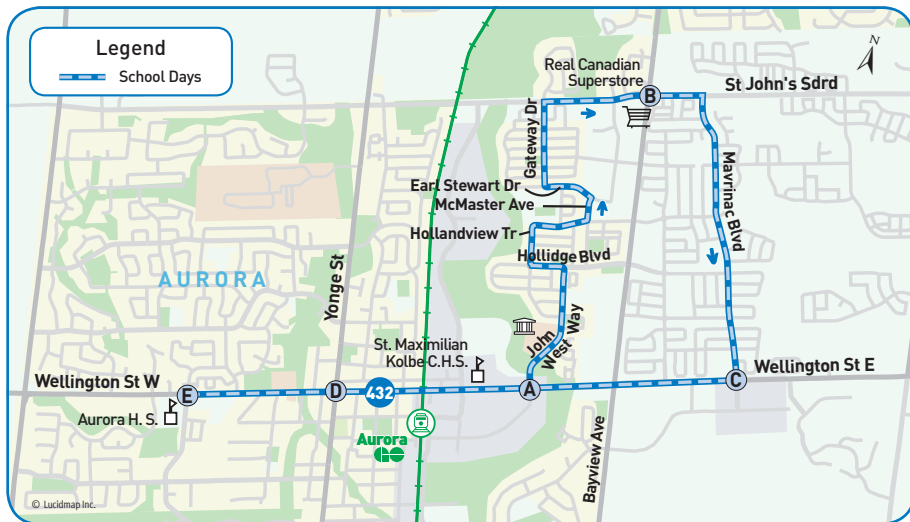 Legend
School Days
N
Real Canadian
Superstore
B
St John's Sdrd
Gateway Dr
Earl Stewart Dr
McMaster Ave
Mavrinac Blvd
Hollandview Tr
Hollidge Blvd
AURORA
Yonge St
John
West Way
St. Maximilian
Kolbe C.H.S.
Wellington St W
Wellington St E
E
D
432
A
C
Aurora H. S.
Aurora
GO
Bayview Ave
© Lucidmap Inc.